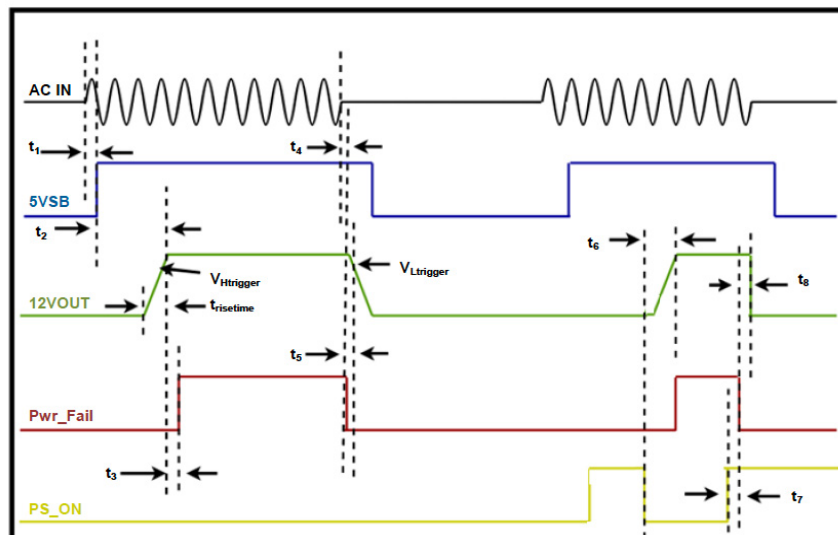 AC IN
t1
t4
5VSB
t2
t6
VHtrigger
VLtrigger
t8
12VOUT
trisetime
t5
Pwr_Fail
t3
t7
PS_ON